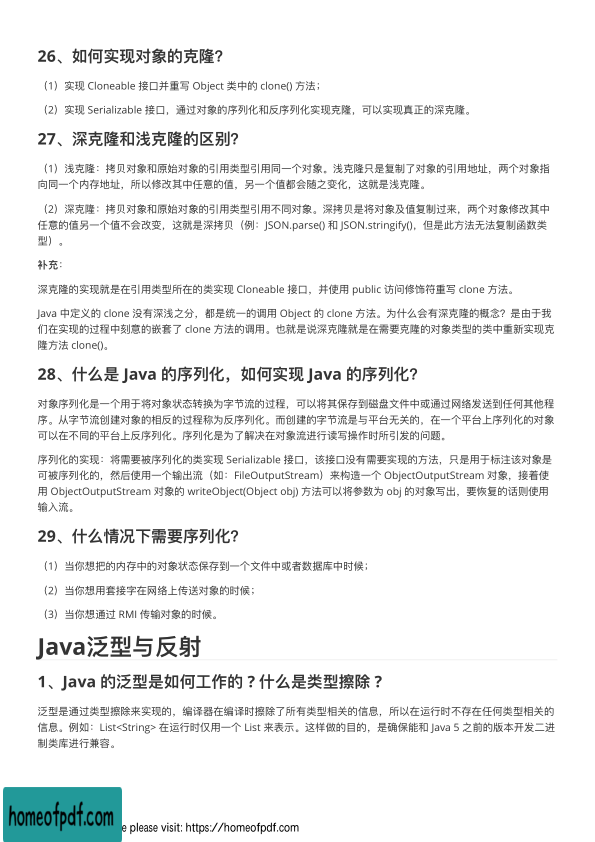 26、如何实现对象的克隆？
（1）实现 Cloneable 接口并重写 Object 类中的 clone() 方法；
（2）实现 Serializable 接口，通过对象的序列化和反序列化实现克隆，可以实现真正的深克隆。
27、深克隆和浅克隆的区别？
（1）浅克隆：拷贝对象和原始对象的引用类型引用同一个对象。浅克隆只是复制了对象的引用地址，两个对象指
向同一个内存地址，所以修改其中任意的值，另一个值都会随之变化，这就是浅克隆。
（2）深克隆：拷贝对象和原始对象的引用类型引用不同对象。深拷贝是将对象及值复制过来，两个对象修改其中
任意的值另一个值不会改变，这就是深拷贝（例：JSON.parse() 和 JSON.stringify()，但是此方法无法复制函数类
型）。
补充：
深克隆的实现就是在引用类型所在的类实现 Cloneable 接口，并使用 public 访问修饰符重写 clone 方法。
Java 中定义的 clone 没有深浅之分，都是统一的调用 Object 的 clone 方法。为什么会有深克隆的概念？是由于我
们在实现的过程中刻意的嵌套了 clone 方法的调用。也就是说深克隆就是在需要克隆的对象类型的类中重新实现克
隆方法 clone()。
28、什么是 Java 的序列化，如何实现 Java 的序列化？
对象序列化是一个用于将对象状态转换为字节流的过程，可以将其保存到磁盘文件中或通过网络发送到任何其他程
序。从字节流创建对象的相反的过程称为反序列化。而创建的字节流是与平台无关的，在一个平台上序列化的对象
可以在不同的平台上反序列化。序列化是为了解决在对象流进行读写操作时所引发的问题。
序列化的实现：将需要被序列化的类实现 Serializable 接口，该接口没有需要实现的方法，只是用于标注该对象是
可被序列化的，然后使用一个输出流（如：FileOutputStream）来构造一个 ObjectOutputStream 对象，接着使
用 ObjectOutputStream 对象的 writeObject(Object obj) 方法可以将参数为 obj 的对象写出，要恢复的话则使用
输入流。
29、什么情况下需要序列化？
（1）当你想把的内存中的对象状态保存到一个文件中或者数据库中时候；
（2）当你想用套接字在网络上传送对象的时候；
（3）当你想通过 RMI 传输对象的时候。
Java泛型与反射
1、Java 的泛型是如何工作的 ? 什么是类型擦除 ?
泛型是通过类型擦除来实现的，编译器在编译时擦除了所有类型相关的信息，所以在运行时不存在任何类型相关的
信息。例如：List<String> 在运行时仅用一个 List 来表示。这样做的目的，是确保能和 Java 5 之前的版本开发二进
制类库进行兼容。
homeofpdf.com
e please visit: https://homeofpdf.com